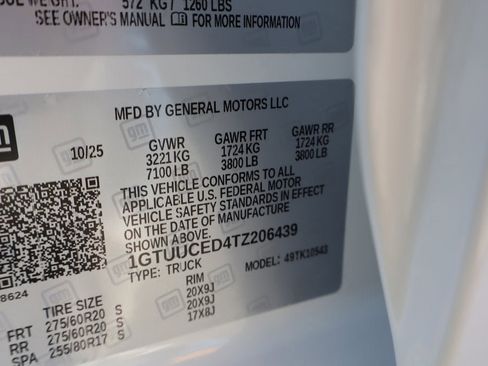 572 KG / 1260 LBS
SEE OWNER'S MANUAL FOR MORE INFORMATION
MFD BY GENERAL MOTORS LLC
gm
10/25
GVWR GAWR FRT GAWR RR
3221 KG 1724 KG 1724 KG
7100 LB 3800 LB 3800 LB
THIS VEHICLE CONFORMS TO ALL
APPLICABLE U.S. FEDERAL MOTOR
VEHICLE SAFETY STANDARDS IN EFFECT
ON THE DATE OF MANUFACTURE
SHOWN ABOVE.
1GTUUCED4TZ206439
TYPE: TRUCK MODEL: 49TK10543
8624
TIRE SIZE RIM
FRT 275/60R20 S 20X9J
RR 275/60R20 S 20X9J
SPA 255/80R17 S 17X8J